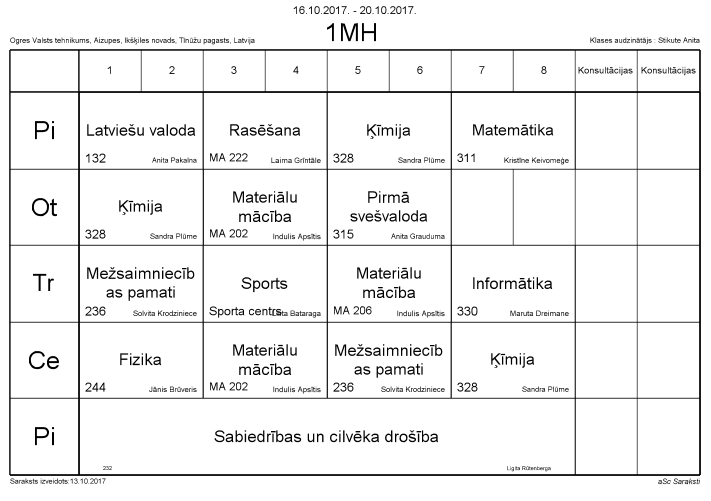 16.10.2017. - 20.10.2017.
1MH
Ogres Valsts tehnikums, Aizupes, Ikšķiles novads, Tīnūžu pagasts, Latvija
Klases audzinātājs : Stikute Anita
1 2 3 4 5 6 7 8 Konsultācijas Konsultācijas
Pi
Latviešu valoda
132 Anita Pakalna
Rasēšana
MA 222 Laima Grīntāle
Ķīmija
328 Sandra Plūme
Matemātika
311 Kristīne Keivomeģe
Ot
Ķīmija
328 Sandra Plūme
Materiālu
mācība
MA 202 Indulis Apsītis
Pirmā
svešvaloda
315 Anita Grauduma
Tr
Mežsaimniecīb
as pamati
236 Solvita Krodziniece
Sports
Sporta centrs Bataraga
Materiālu
mācība
MA 206 Indulis Apsītis
Informātika
330 Maruta Dreimane
Ce
Fizika
244 Jānis Brūveris
Materiālu
mācība
MA 202 Indulis Apsītis
Mežsaimniecīb
as pamati
236 Solvita Krodziniece
Ķīmija
328 Sandra Plūme
Pi
Sabiedrības un cilvēka drošība
232 Ligita Rūtenberga
Saraksts izveidots:13.10.2017
aSc Saraksti